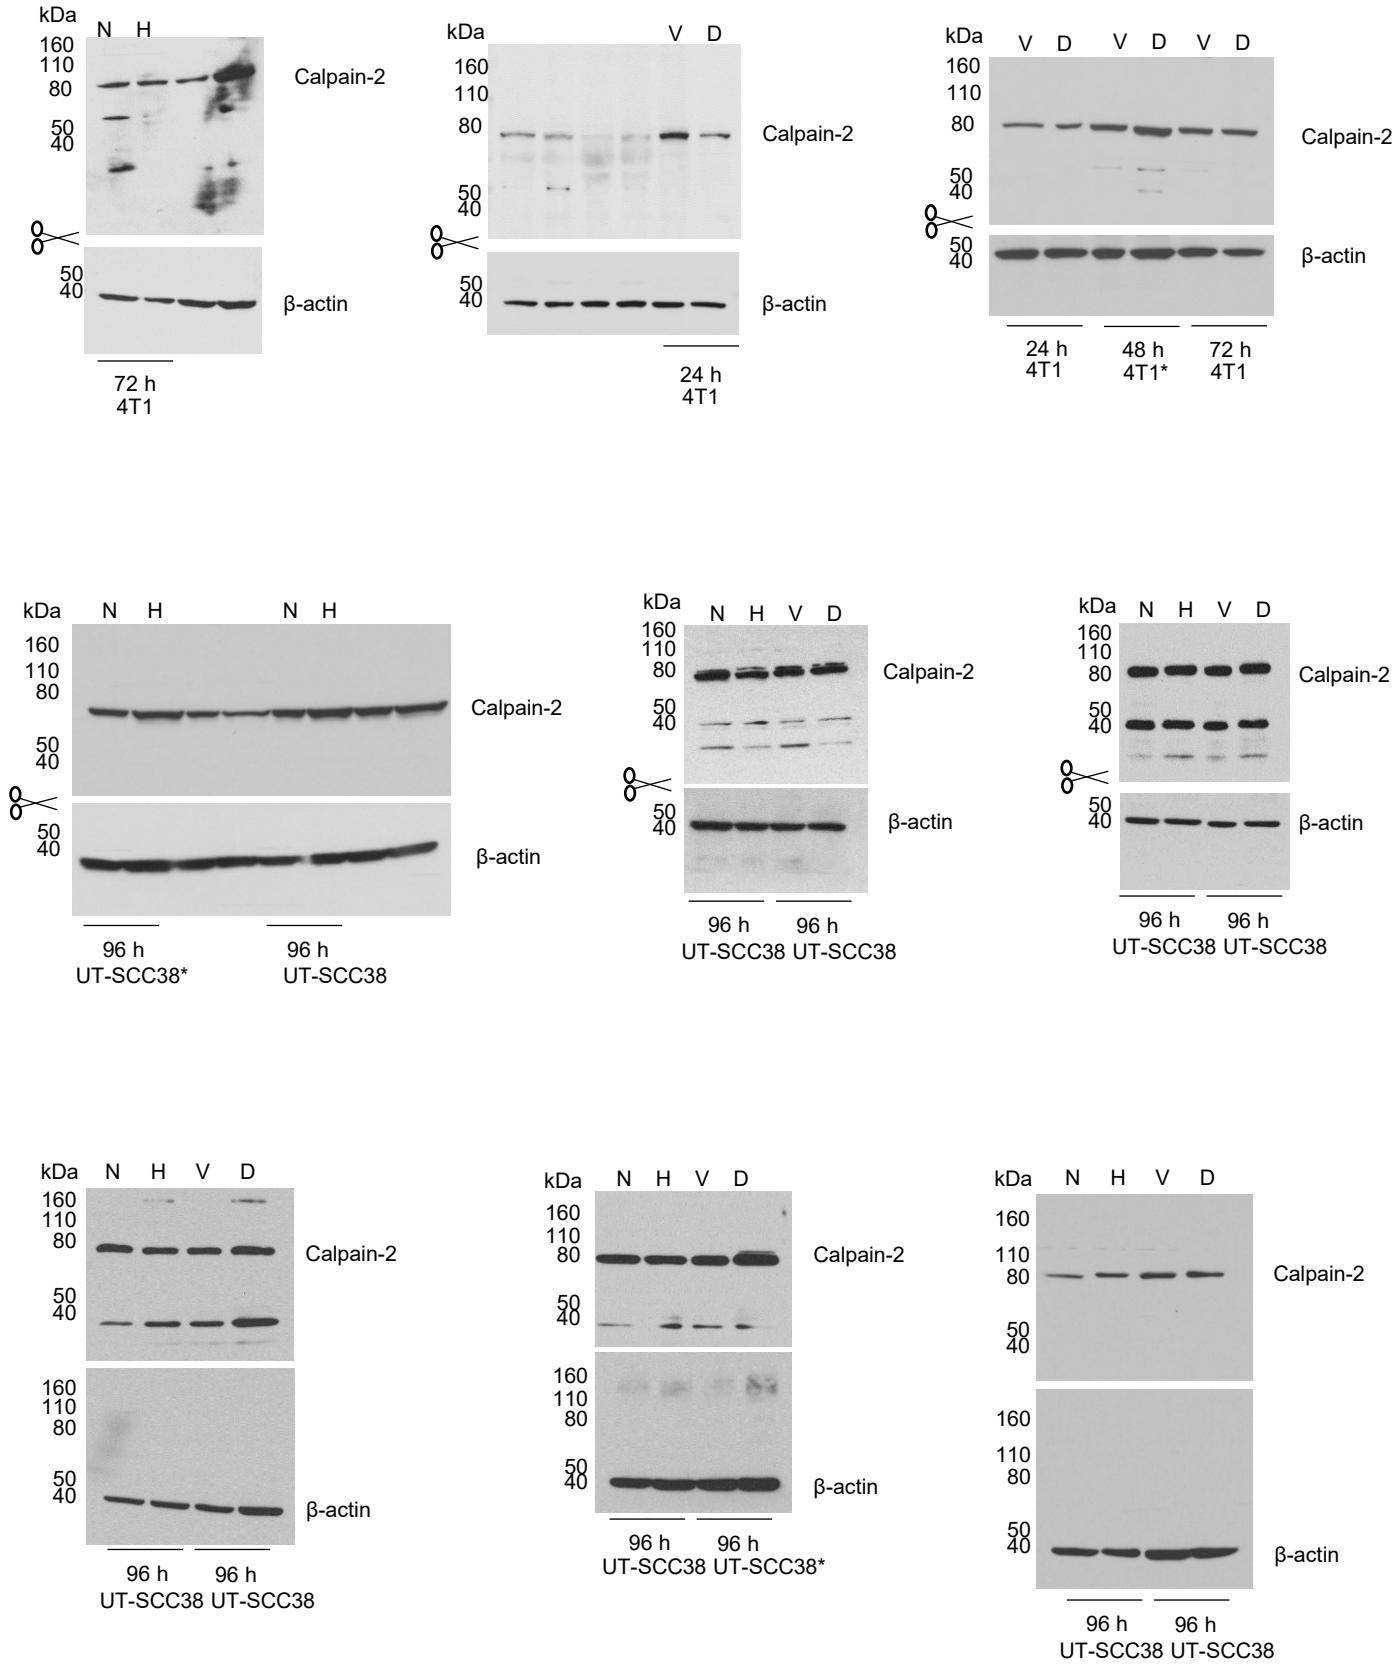 kDa
N H
160
110
80
50
40
Calpain-2
50
40
β-actin
72 h
4T1
kDa
V D
160
110
80
50
40
Calpain-2
50
40
β-actin
24 h
4T1
kDa
V D V D V D
160
110
80
50
40
Calpain-2
50
40
β-actin
24 h 48 h 72 h
4T1 4T1* 4T1
kDa
N H N H
160
110
80
50
40
Calpain-2
50
40
β-actin
96 h 96 h
UT-SCC38* UT-SCC38
kDa
N H V D
160
110
80
50
40
Calpain-2
50
40
β-actin
96 h 96 h
UT-SCC38 UT-SCC38
kDa
N H V D
160
110
80
50
40
Calpain-2
50
40
β-actin
96 h 96 h
UT-SCC38 UT-SCC38
kDa
N H V D
160
110
80
50
40
Calpain-2
160
110
80
50
40
β-actin
96 h 96 h
UT-SCC38 UT-SCC38
kDa
N H V D
160
110
80
50
40
Calpain-2
160
110
80
50
40
β-actin
96 h 96 h
UT-SCC38 UT-SCC38*
kDa
N H V D
160
110
80
50
40
Calpain-2
160
110
80
50
40
β-actin
96 h 96 h
UT-SCC38 UT-SCC38